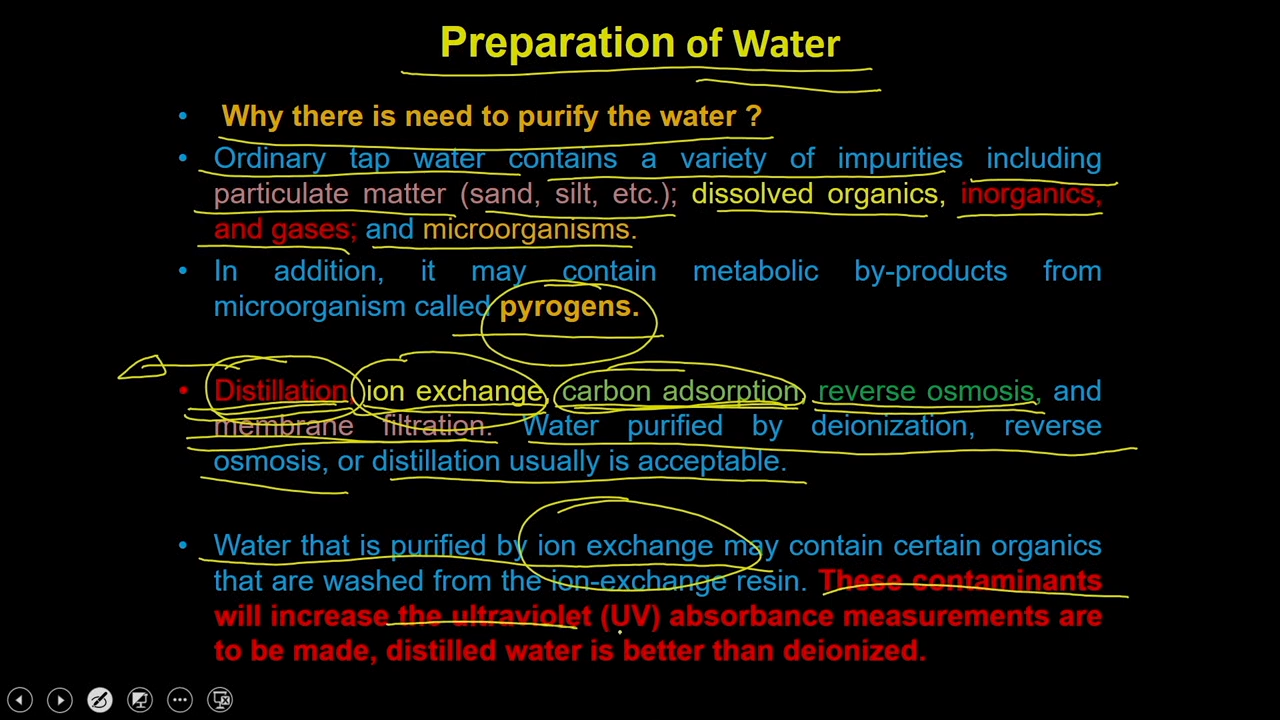 Preparation of Water
• Why there is need to purify the water ?
• Ordinary tap water contains a variety of impurities including
particulate matter (sand, silt, etc.); dissolved organics, inorganics,
and gases; and microorganisms.
• In addition, it may contain metabolic by-products from
microorganism called pyrogens.
• Distillation, ion exchange, carbon adsorption, reverse osmosis, and
membrane filtration. Water purified by deionization, reverse
osmosis, or distillation usually is acceptable.
• Water that is purified by ion exchange may contain certain organics
that are washed from the ion-exchange resin. These contaminants
will increase the ultraviolet (UV) absorbance measurements are
to be made, distilled water is better than deionized.